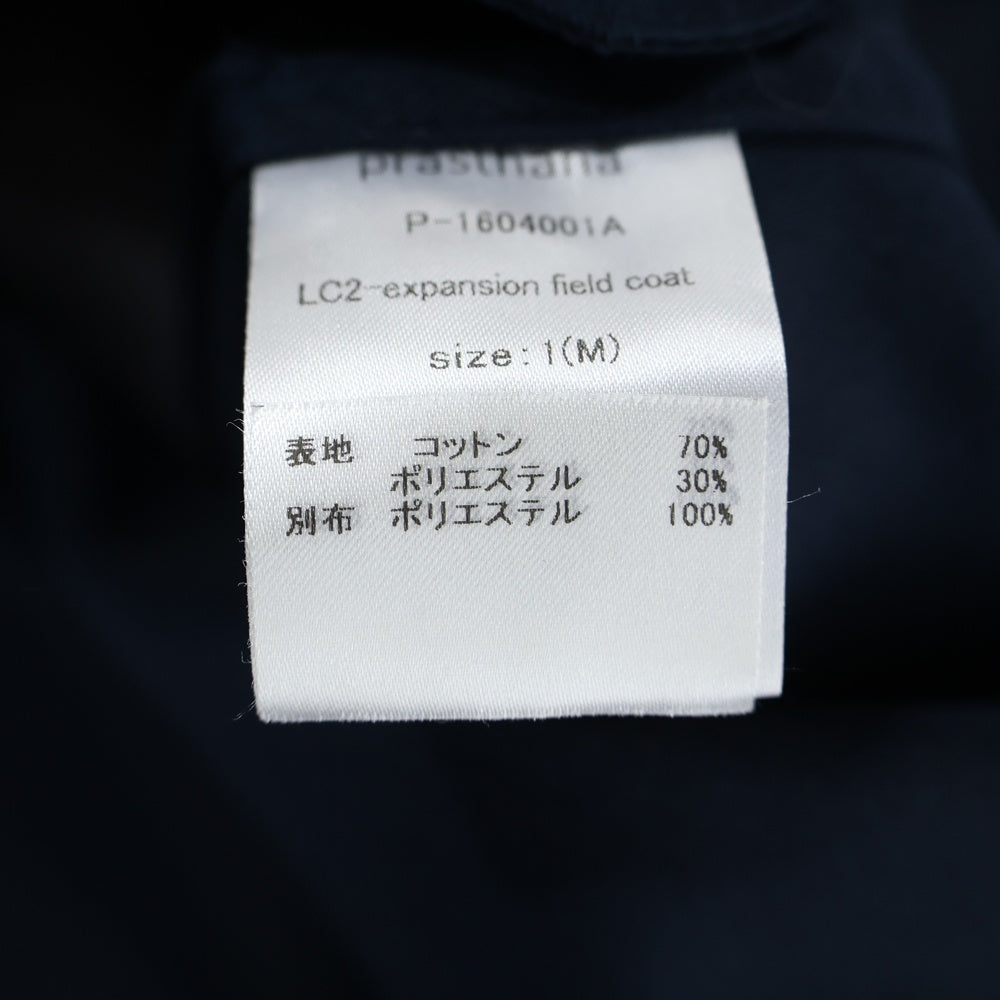 prasthana
P-1604001A
LC2-expansion field coat
size:1(M)
表地 コットン 70%
ポリエステル 30%
別布 ポリエステル 100%